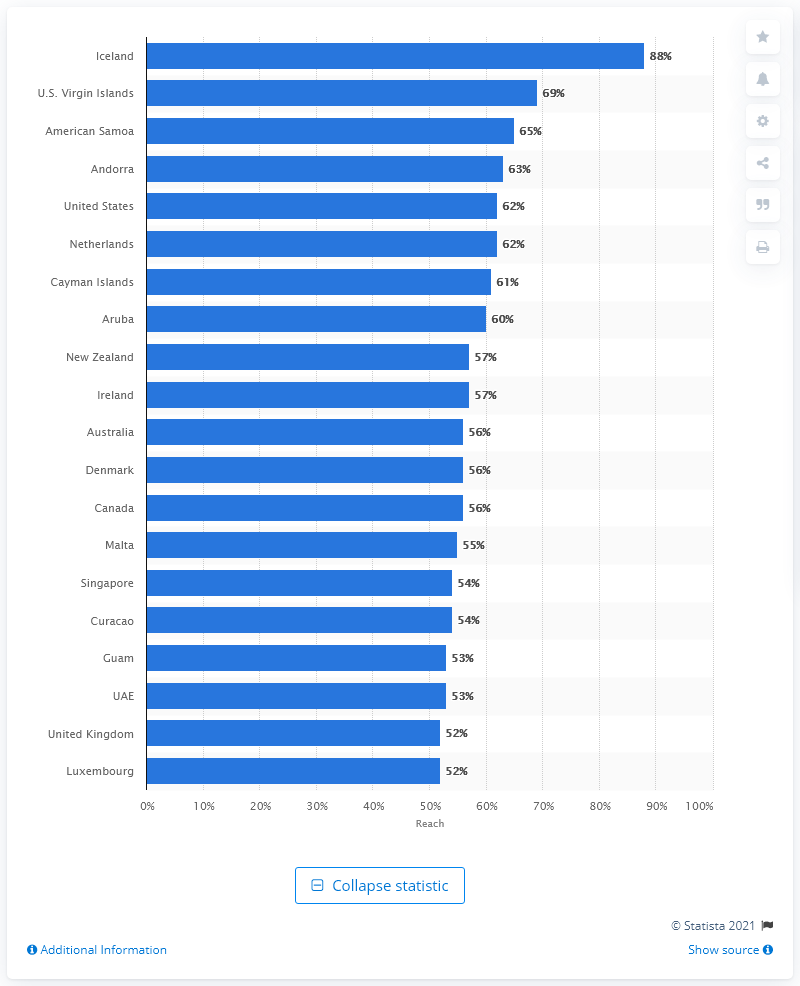 Iceland 88%
U.S. Virgin Islands 69%
American Samoa 65%
Andorra 63%
United States 62%
Netherlands 62%
Cayman Islands 61%
Aruba 60%
New Zealand 57%
Ireland 57%
Australia 56%
Denmark 56%
Canada 56%
Malta 55%
Singapore 54%
Curacao 54%
Guam 53%
UAE 53%
United Kingdom 52%
Luxembourg 52%
0% 10% 20% 30% 40% 50% 60% 70% 80% 90% 100%
Reach
Collapse statistic
© Statista 2021
Additional Information Show source